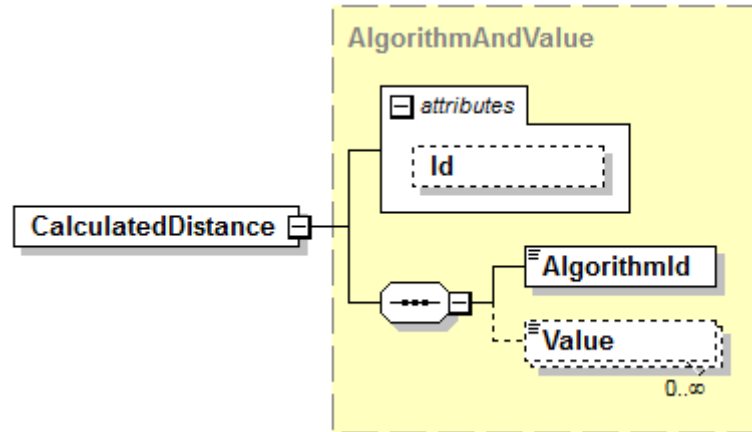 AlgorithmAndValue
attributes
Id
CalculatedDistance
AlgorithmId
Value
0..∞